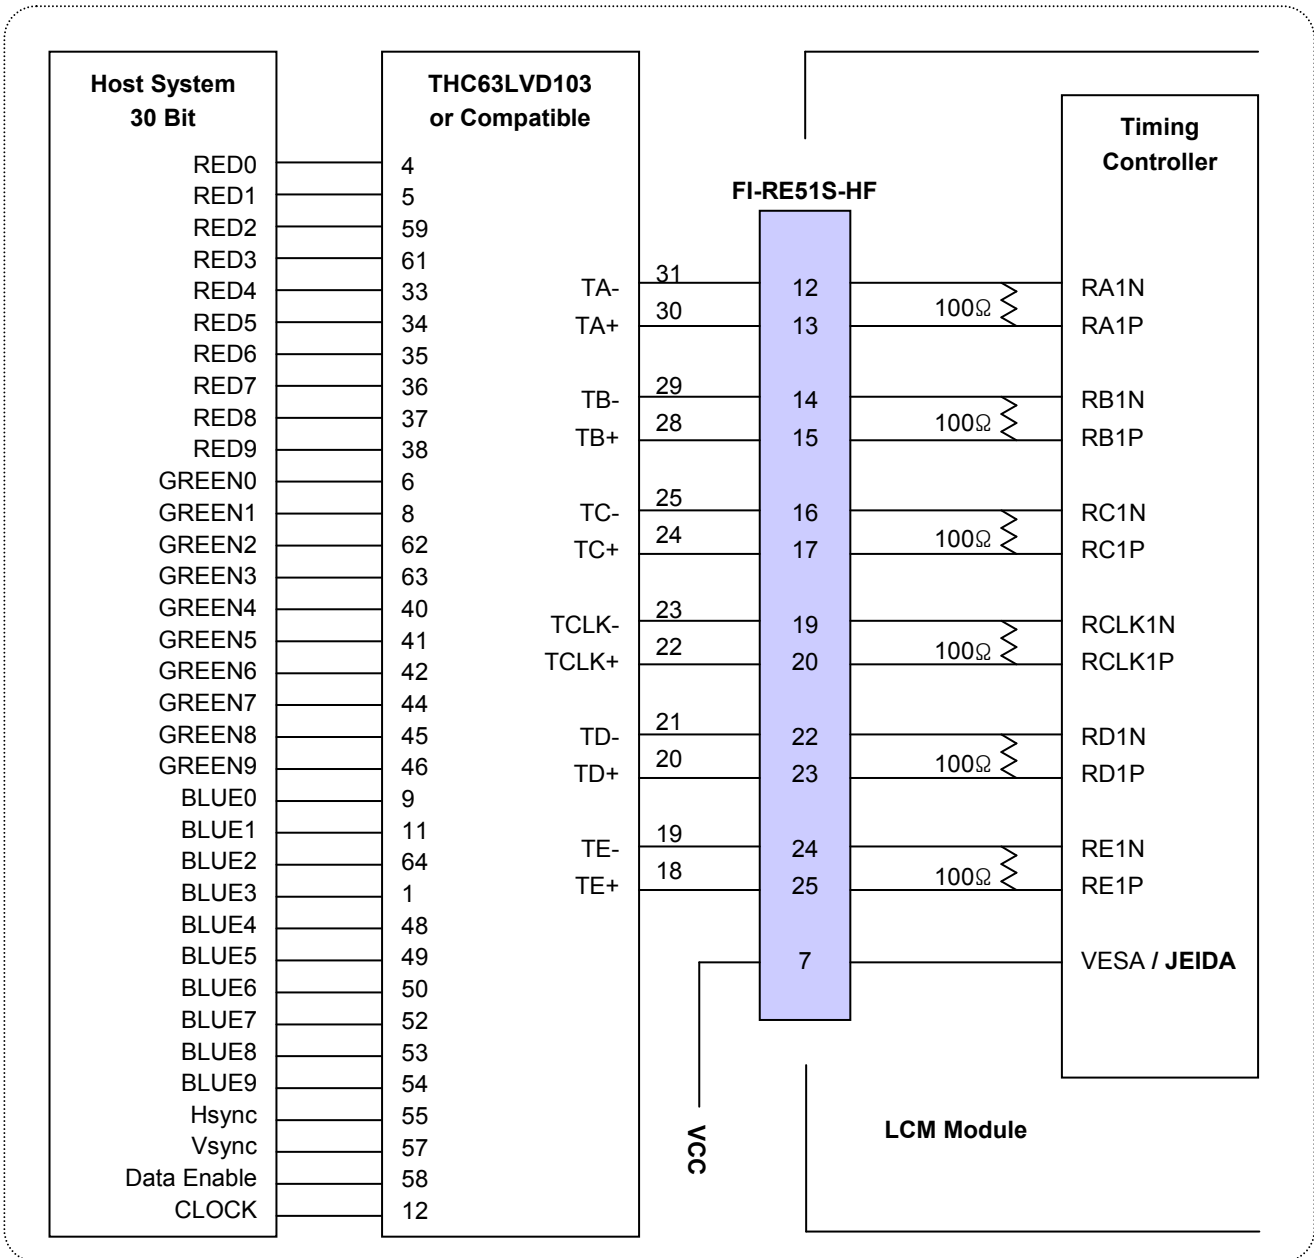 Host System
30 Bit
RED0
RED1
RED2
RED3
RED4
RED5
RED6
RED7
RED8
RED9
GREEN0
GREEN1
GREEN2
GREEN3
GREEN4
GREEN5
GREEN6
GREEN7
GREEN8
GREEN9
BLUE0
BLUE1
BLUE2
BLUE3
BLUE4
BLUE5
BLUE6
BLUE7
BLUE8
BLUE9
Hsync
Vsync
Data Enable
CLOCK
THC63LVD103
or Compatible
4
5
59
61
33
34
35
36
37
38
6
8
62
63
40
41
42
44
45
46
9
11
64
1
48
49
50
52
53
54
55
57
58
12
TA-
TA+
TB-
TB+
TC-
TC+
TCLK-
TCLK+
TD-
TD+
TE-
TE+
31
30
29
28
25
24
23
22
21
20
19
18
VCC
FI-RE51S-HF
12
13
14
15
16
17
19
20
22
23
24
25
7
100Ω
100Ω
100Ω
100Ω
100Ω
100Ω
Timing
Controller
RA1N
RA1P
RB1N
RB1P
RC1N
RC1P
RCLK1N
RCLK1P
RD1N
RD1P
RE1N
RE1P
VESA / JEIDA
LCM Module